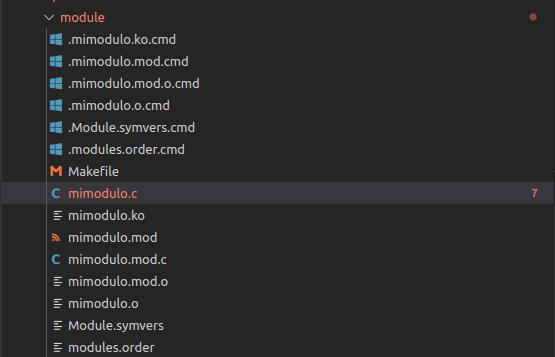 module
.mimodulo.ko.cmd
.mimodulo.mod.cmd
.mimodulo.mod.o.cmd
.mimodulo.o.cmd
.Module.symvers.cmd
.modules.order.cmd
M Makefile
C mimodulo.c 7
mimodulo.ko
mimodulo.mod
C mimodulo.mod.c
mimodulo.mod.o
mimodulo.o
Module.symvers
modules.order